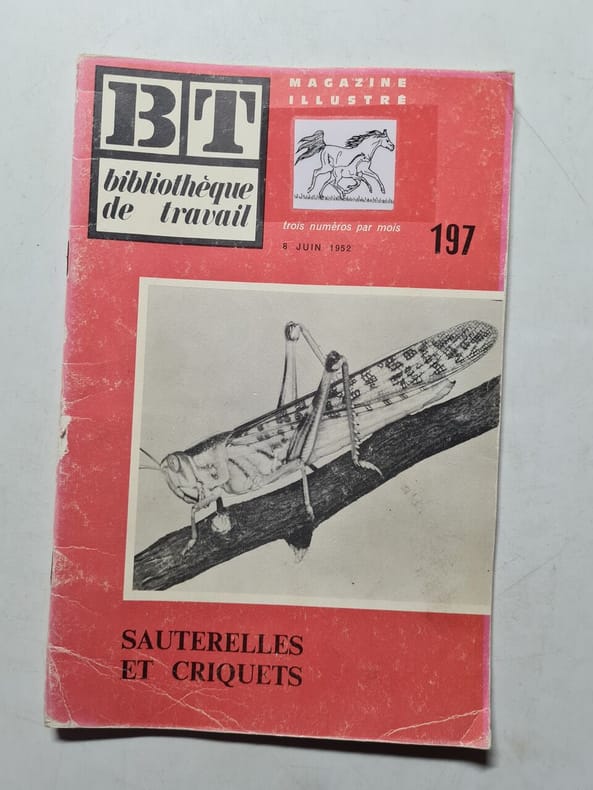 BT
bibliothèque
de travail
MAGAZINE
ILLUSTRÉ
trois numéros par mois
8 JUIN 1952
197
SAUTERELLES
ET CRIQUETS